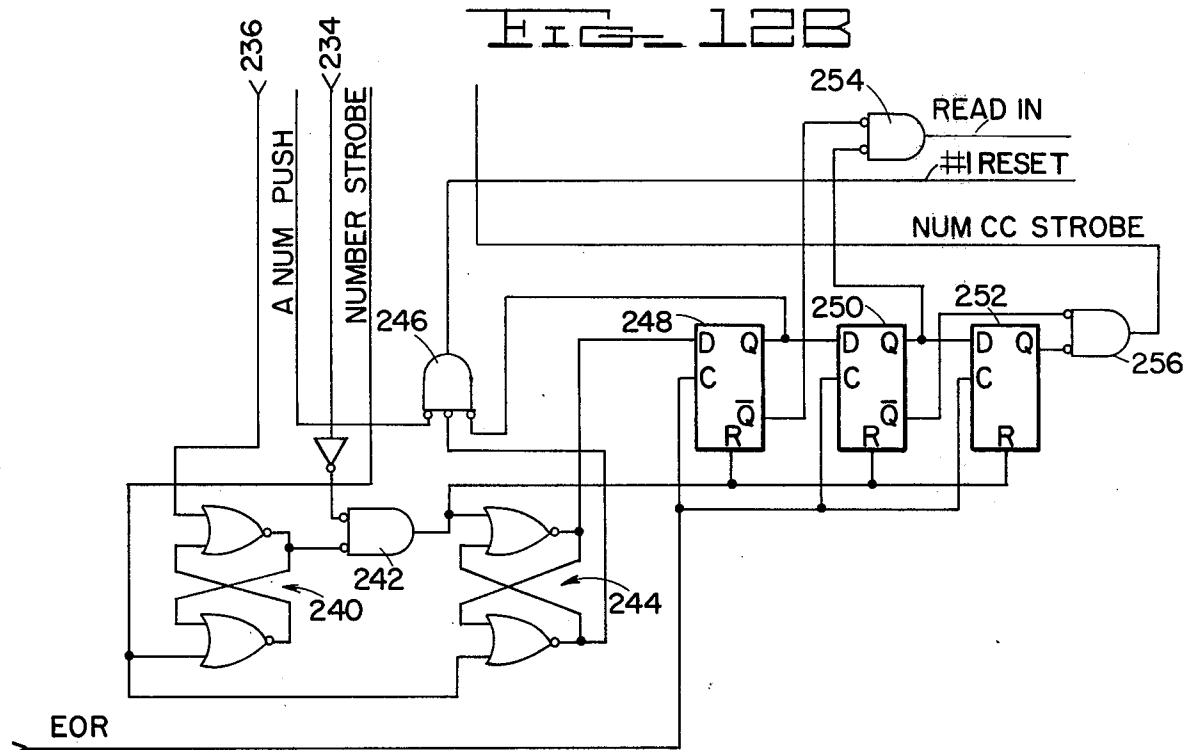 FIG_ 12B
236
234
A NUM PUSH
NUMBER STROBE
254
READ IN
#1 RESET
NUM CC STROBE
246
248
250
252
256
D Q
C
Q̅
R
D Q
C
Q̅
R
D Q
C
R
240
242
244
EOR